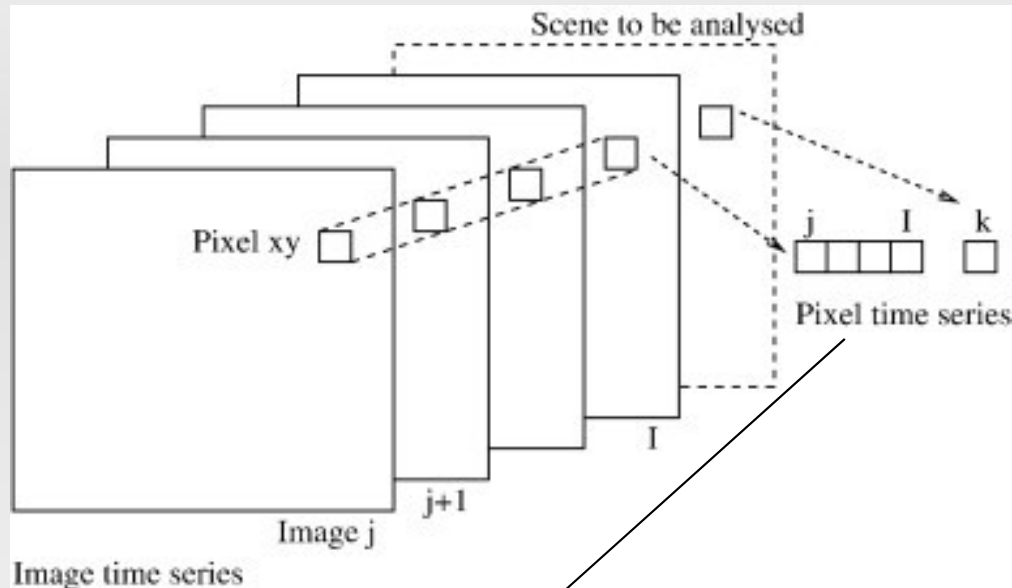 Scene to be analysed
Pixel xy
j I k
Pixel time series
I
j+1
Image j
Image time series